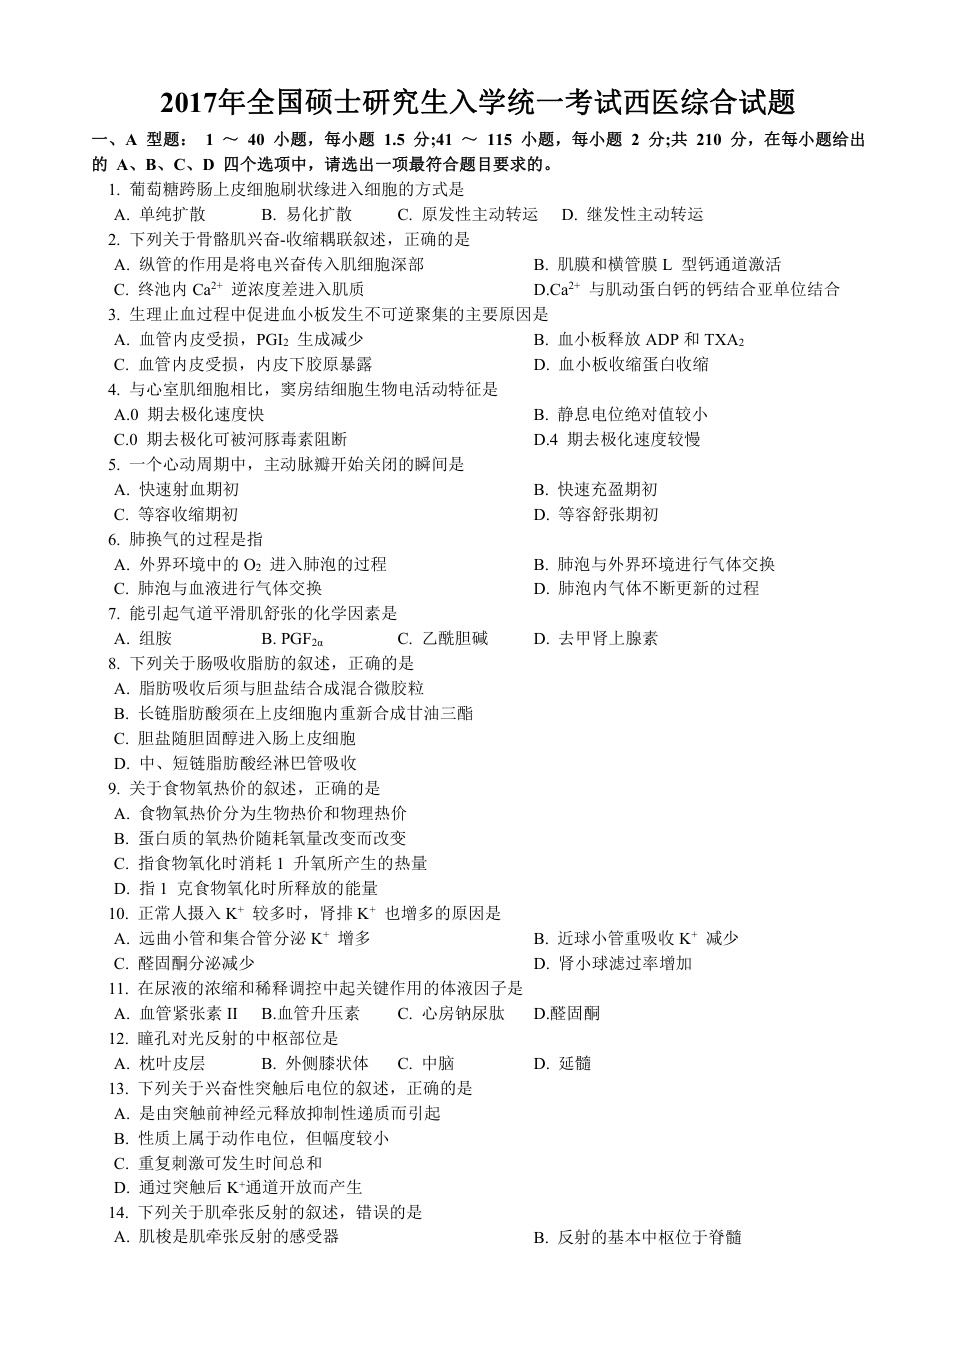 2017年全国硕士研究生入学统一考试西医综合试题
一、A 型题： 1 ～ 40 小题，每小题 1.5 分;41 ～ 115 小题，每小题 2 分;共 210 分，在每小题给出
的 A、B、C、D 四个选项中，请选出一项最符合题目要求的。
1. 葡萄糖跨肠上皮细胞刷状缘进入细胞的方式是
A. 单纯扩散 B. 易化扩散 C. 原发性主动转运 D. 继发性主动转运
2. 下列关于骨骼肌兴奋-收缩耦联叙述，正确的是
A. 纵管的作用是将电兴奋传入肌细胞深部 B. 肌膜和横管膜 L 型钙通道激活
C. 终池内 Ca²⁺ 逆浓度差进入肌质 D.Ca²⁺ 与肌动蛋白钙的钙结合亚单位结合
3. 生理止血过程中促进血小板发生不可逆聚集的主要原因是
A. 血管内皮受损，PGI₂ 生成减少 B. 血小板释放 ADP 和 TXA₂
C. 血管内皮受损，内皮下胶原暴露 D. 血小板收缩蛋白收缩
4. 与心室肌细胞相比，窦房结细胞生物电活动特征是
A.0 期去极化速度快 B. 静息电位绝对值较小
C.0 期去极化可被河豚毒素阻断 D.4 期去极化速度较慢
5. 一个心动周期中，主动脉瓣开始关闭的瞬间是
A. 快速射血期初 B. 快速充盈期初
C. 等容收缩期初 D. 等容舒张期初
6. 肺换气的过程是指
A. 外界环境中的 O₂ 进入肺泡的过程 B. 肺泡与外界环境进行气体交换
C. 肺泡与血液进行气体交换 D. 肺泡内气体不断更新的过程
7. 能引起气道平滑肌舒张的化学因素是
A. 组胺 B. PGF₂α C. 乙酰胆碱 D. 去甲肾上腺素
8. 下列关于肠吸收脂肪的叙述，正确的是
A. 脂肪吸收后须与胆盐结合成混合微胶粒
B. 长链脂肪酸须在上皮细胞内重新合成甘油三酯
C. 胆盐随胆固醇进入肠上皮细胞
D. 中、短链脂肪酸经淋巴管吸收
9. 关于食物氧热价的叙述，正确的是
A. 食物氧热价分为生物热价和物理热价
B. 蛋白质的氧热价随耗氧量改变而改变
C. 指食物氧化时消耗 1 升氧所产生的热量
D. 指 1 克食物氧化时所释放的能量
10. 正常人摄入 K⁺ 较多时，肾排 K⁺ 也增多的原因是
A. 远曲小管和集合管分泌 K⁺ 增多 B. 近球小管重吸收 K⁺ 减少
C. 醛固酮分泌减少 D. 肾小球滤过率增加
11. 在尿液的浓缩和稀释调控中起关键作用的体液因子是
A. 血管紧张素 II B.血管升压素 C. 心房钠尿肽 D.醛固酮
12. 瞳孔对光反射的中枢部位是
A. 枕叶皮层 B. 外侧膝状体 C. 中脑 D. 延髓
13. 下列关于兴奋性突触后电位的叙述，正确的是
A. 是由突触前神经元释放抑制性递质而引起
B. 性质上属于动作电位，但幅度较小
C. 重复刺激可发生时间总和
D. 通过突触后 K⁺通道开放而产生
14. 下列关于肌牵张反射的叙述，错误的是
A. 肌梭是肌牵张反射的感受器 B. 反射的基本中枢位于脊髓